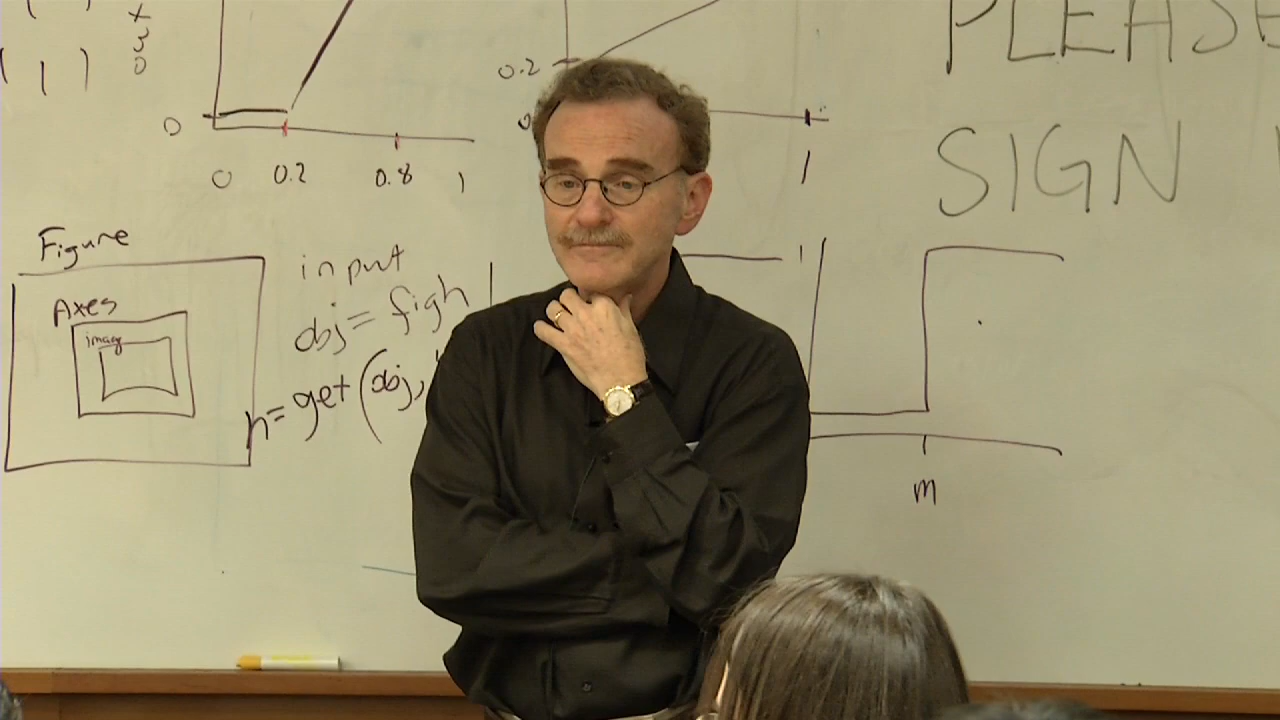 PLEASE
SIGN
0.2
0
0
0.2
0.8
1
1
Figure
Axes
image
input
obj = figh
h = get(obj, '
1
m